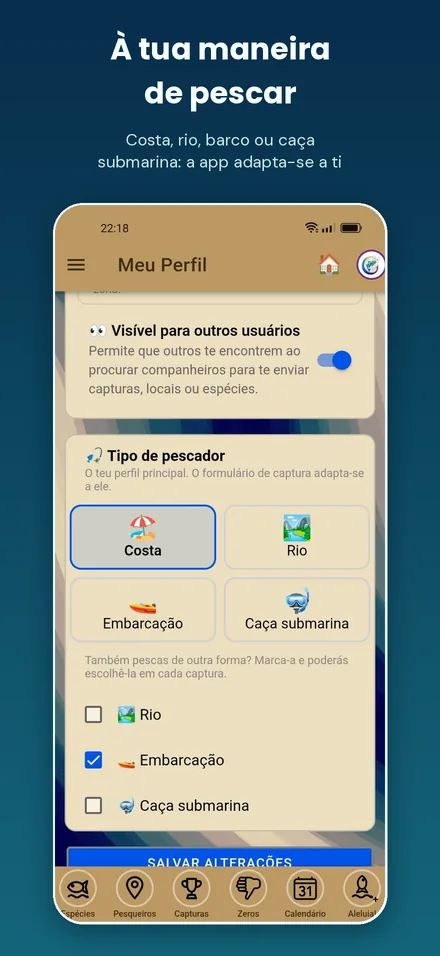 À tua maneira
de pescar
Costa, rio, barco ou caça
submarina: a app adapta-se a ti
22:18
Meu Perfil
zona.
Visível para outros usuários
Permite que outros te encontrem ao
procurar companheiros para te enviar
capturas, locais ou espécies.
Tipo de pescador
O teu perfil principal. O formulário de captura adapta-se
a ele.
Costa
Rio
Embarcação
Caça submarina
Também pescas de outra forma? Marca-a e poderás
escolhê-la em cada captura.
Rio
Embarcação
Caça submarina
SALVAR ALTERAÇÕES
31
Espécies
Pesqueiros
Capturas
Zeros
Calendário
Aleluia!